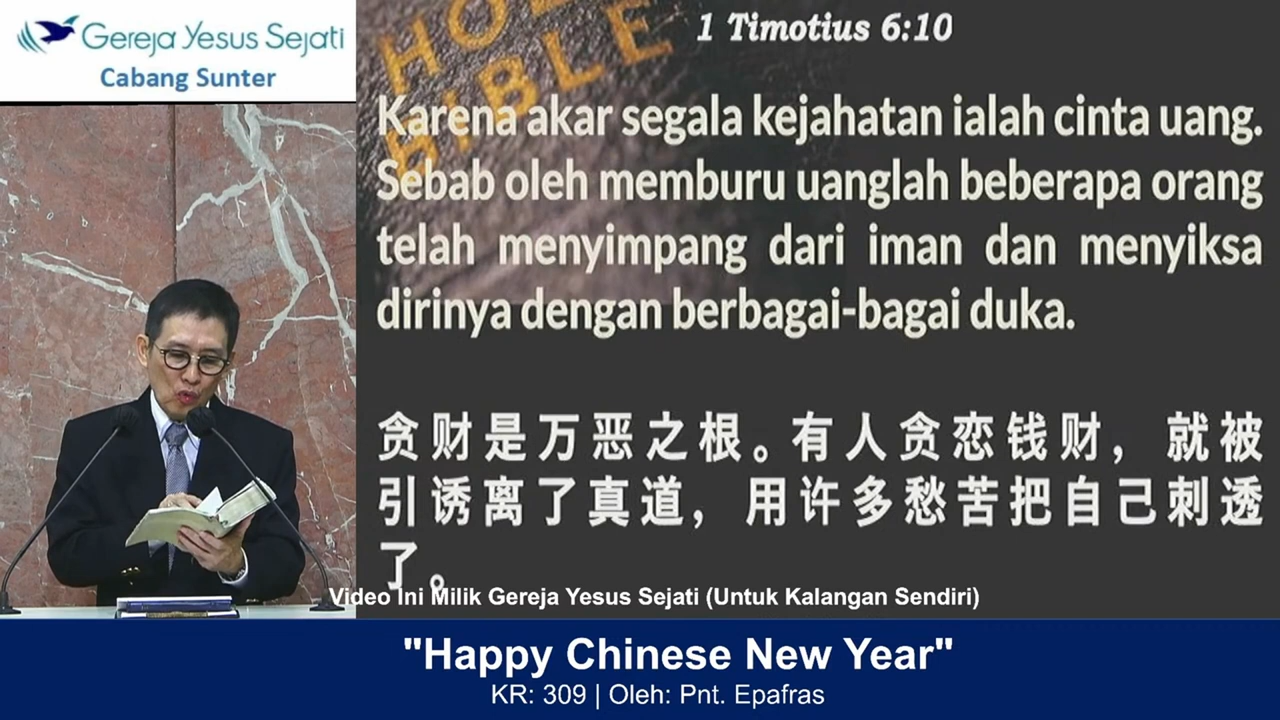 Gereja Yesus Sejati
Cabang Sunter
HOLY
BIBLE
1 Timotius 6:10
Karena akar segala kejahatan ialah cinta uang.
Sebab oleh memburu uanglah beberapa orang
telah menyimpang dari iman dan menyiksa
dirinya dengan berbagai-bagai duka.
贪财是万恶之根。有人贪恋钱财，就被
引诱离了真道，用许多愁苦把自己刺透
了。
Video Ini Milik Gereja Yesus Sejati (Untuk Kalangan Sendiri)
"Happy Chinese New Year"
KR: 309 | Oleh: Pnt. Epafras